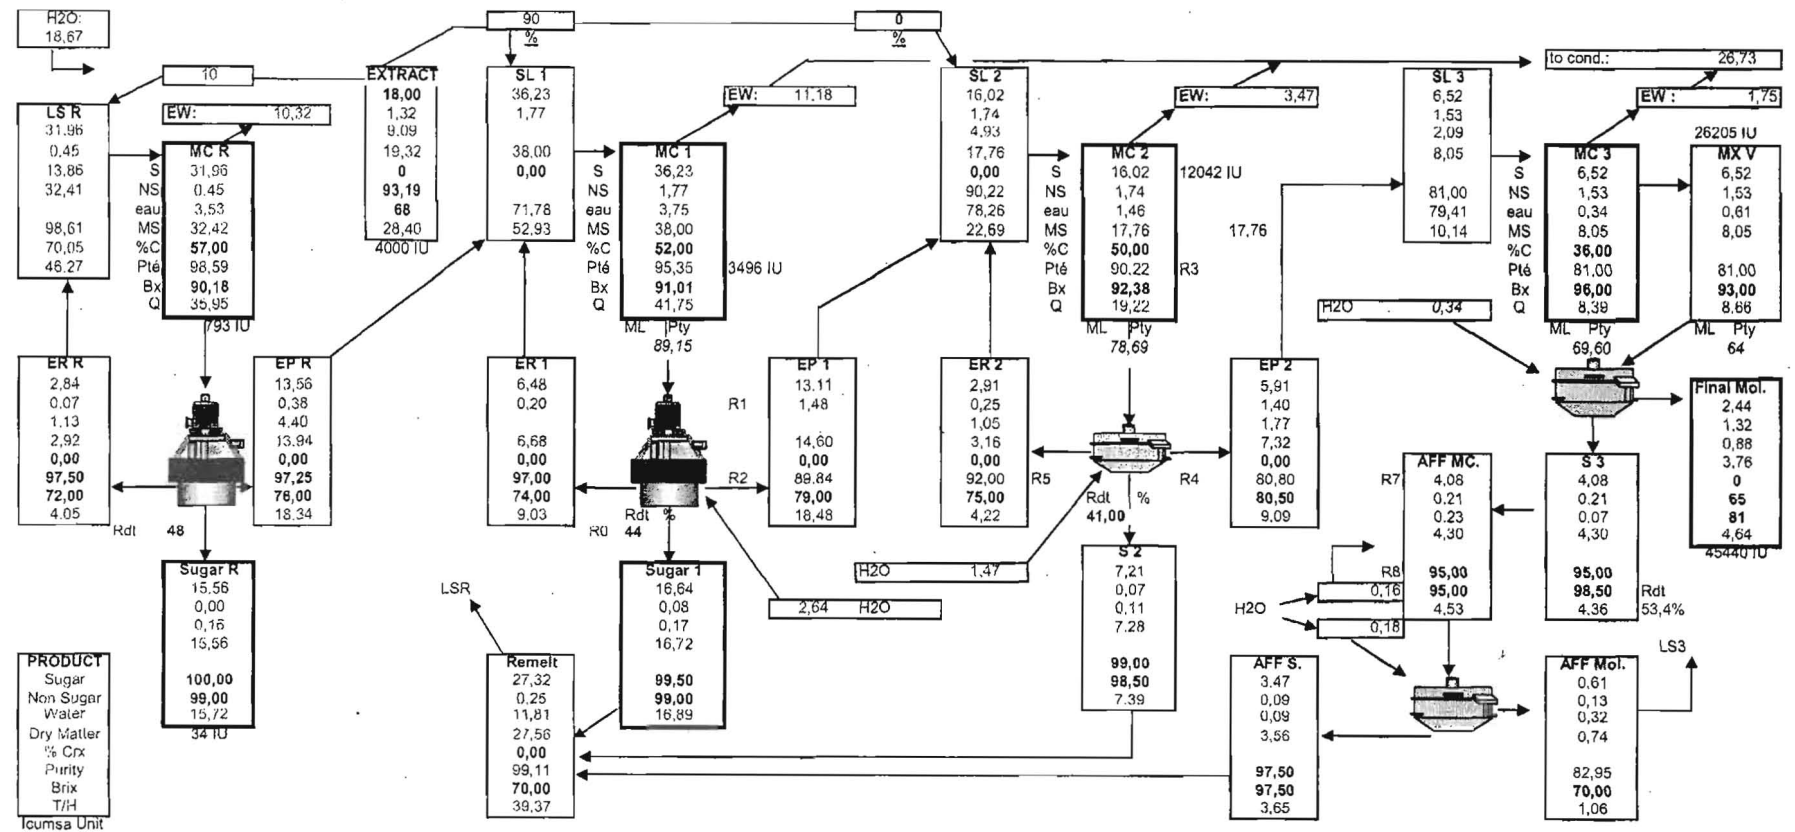 H2O:
18,67
10
90
%
0
%
to cond.: 26,73
LS R
31,96
0,45
13,86
32,41
98,61
70,05
46,27
EW: 10,32
MC R
S 31,96
NS 0,45
eau 3,53
MS 32,42
%C 57,00
Pté 98,59
Bx 90,18
Q 35,95
793 IU
EXTRACT
18,00
1,32
9,09
19,32
0
93,19
68
28,40
4000 IU
SL 1
36,23
1,77
38,00
0,00
71,78
52,93
EW: 11,18
MC 1
S 36,23
NS 1,77
eau 3,75
MS 38,00
%C 52,00
Pté 95,35
Bx 91,01
Q 41,75
3496 IU
ML Pty
89,15
SL 2
16,02
1,74
4,93
17,76
0,00
90,22
78,26
22,69
EW: 3,47
MC 2
S 16,02
NS 1,74
eau 1,46
MS 17,76
%C 50,00
Pté 90,22
Bx 92,38
Q 19,22
12042 IU
R3
17,76
ML Pty
78,69
SL 3
6,52
1,53
2,09
8,05
81,00
79,41
10,14
EW : 1,75
26205 IU
MC 3
S 6,52
NS 1,53
eau 0,34
MS 8,05
%C 36,00
Pté 81,00
Bx 96,00
Q 8,39
ML Pty
69,60
MX V
6,52
1,53
0,61
8,05
81,00
93,00
8,66
ML Pty
64
H2O 0,34
ER R
2,84
0,07
1,13
2,92
0,00
97,50
72,00
4,05
Rdt 48
EP R
13,56
0,38
4,40
13,94
0,00
97,25
76,00
18,34
ER 1
6,48
0,20
6,68
0,00
97,00
74,00
9,03
R0
Rdt %
44
R1
R2
EP 1
13,11
1,48
14,60
0,00
89,84
79,00
18,48
ER 2
2,91
0,25
1,05
3,16
0,00
92,00
75,00
4,22
R5
R4
Rdt %
41,00
EP 2
5,91
1,40
1,77
7,32
0,00
80,80
80,50
9,09
Final Mol.
2,44
1,32
0,88
3,76
0
65
81
4,64
45440 IU
R7
R8
AFF MC.
4,08
0,21
0,23
4,30
95,00
95,00
4,53
S 3
4,08
0,21
0,07
4,30
95,00
98,50
4,36
Rdt
53,4%
Sugar R
15,56
0,00
0,16
15,56
100,00
99,00
15,72
34 IU
LSR
Sugar 1
16,64
0,08
0,17
16,72
99,50
99,00
16,89
H2O 1,47
2,64 H2O
S 2
7,21
0,07
0,11
7,28
99,00
98,50
7,39
H2O
0,16
0,18
LS3
PRODUCT
Sugar
Non Sugar
Water
Dry Matter
% Crx
Purity
Brix
T/H
Icumsa Unit
Remelt
27,32
0,25
11,81
27,56
0,00
99,11
70,00
39,37
AFF S.
3,47
0,09
0,09
3,56
97,50
97,50
3,65
AFF Mol.
0,61
0,13
0,32
0,74
82,95
70,00
1,06